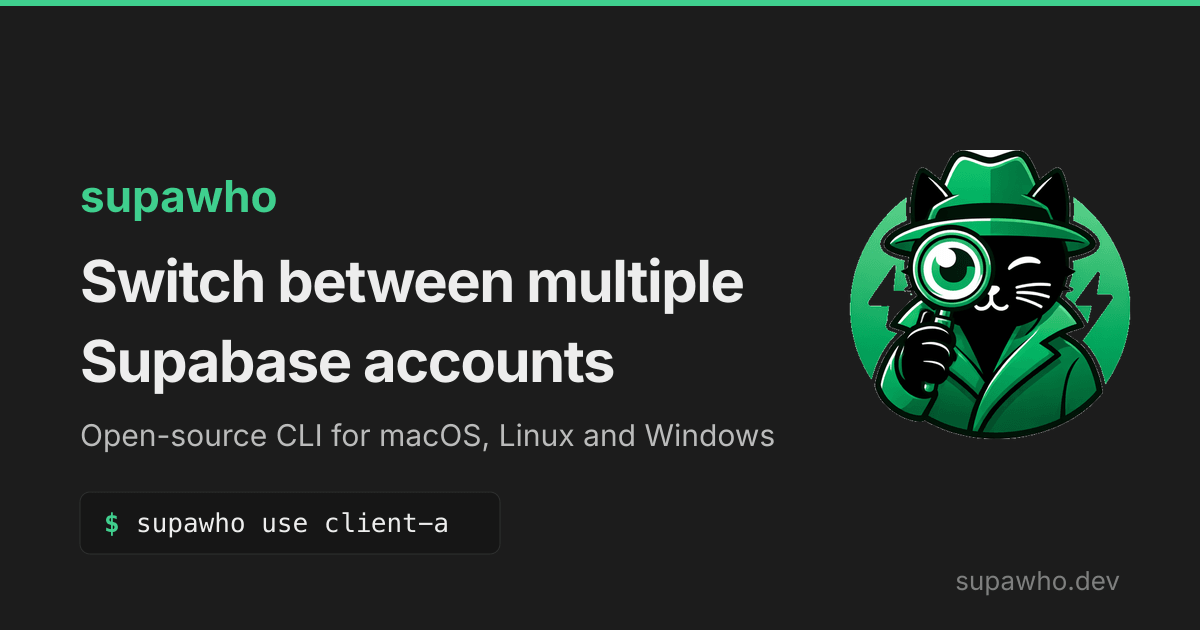 supawho
Switch between multiple
Supabase accounts
Open-source CLI for macOS, Linux and Windows
$ supawho use client-a
supawho.dev